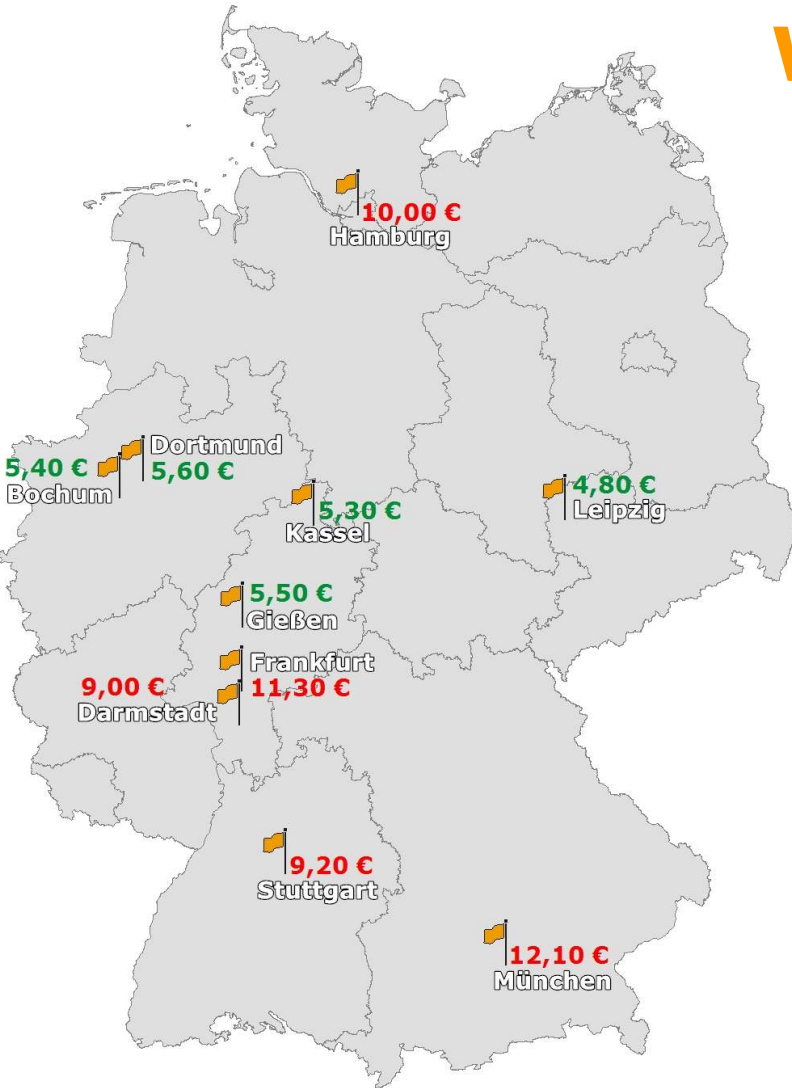 10,00 €
Hamburg
Dortmund
5,60 €
5,40 €
Bochum
4,80 €
Leipzig
5,30 €
Kassel
5,50 €
Gießen
Frankfurt
11,30 €
9,00 €
Darmstadt
9,20 €
Stuttgart
12,10 €
München